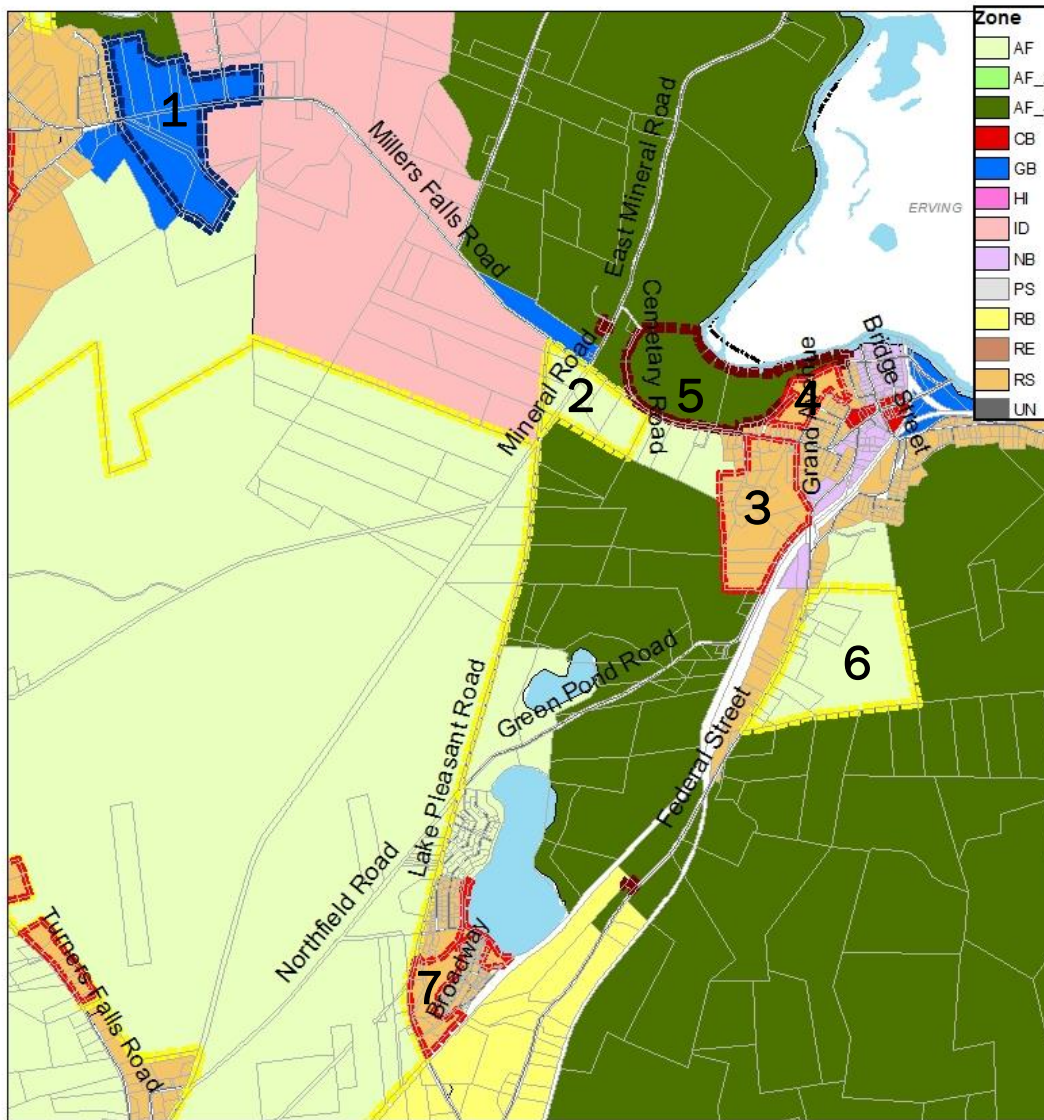 Zone
AF
AF_
AF_
CB
GB
HI
ID
NB
PS
RB
RE
RS
UN
1
Millers Falls Road
East Mineral Road
ERVING
Cemetary Road
Bridge Street
Mineral Road
2
5
4
Grand
3
6
Green Pond Road
Lake Pleasant Road
Federal Street
Northfield Road
Turners Falls Road
7
Broadway